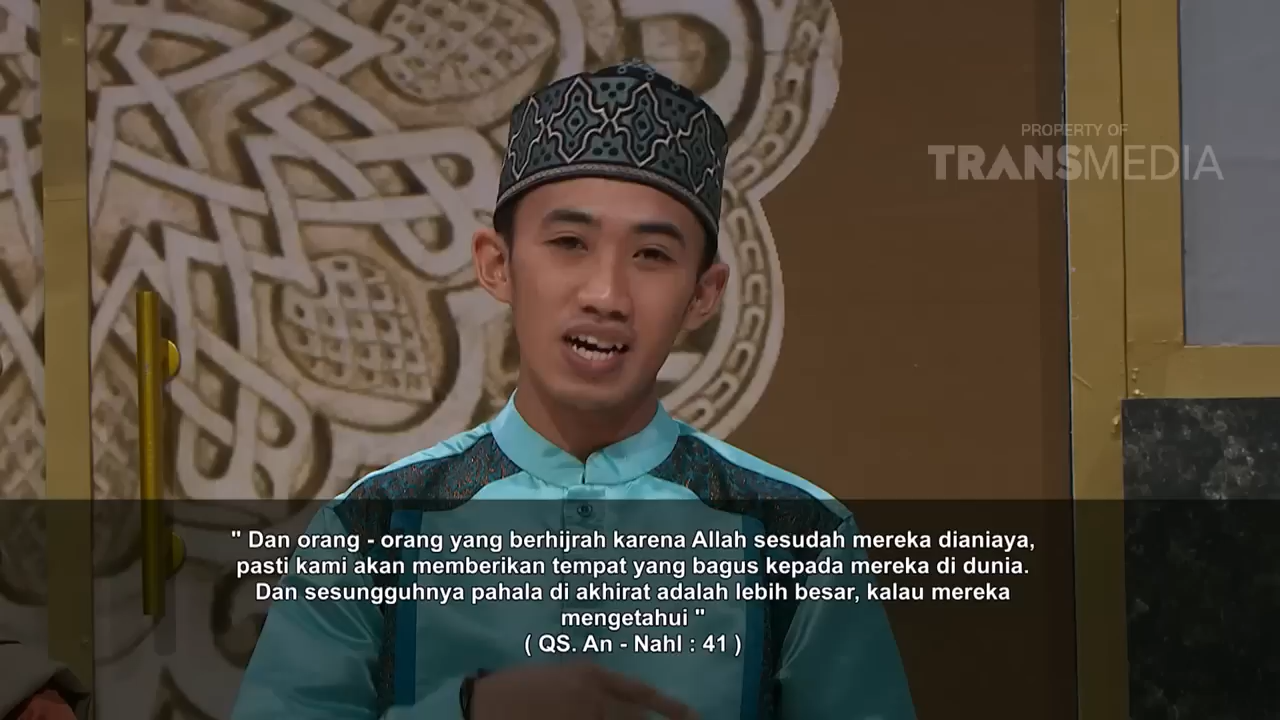 PROPERTY OF
TRANSMEDIA
" Dan orang - orang yang berhijrah karena Allah sesudah mereka dianiaya,
pasti kami akan memberikan tempat yang bagus kepada mereka di dunia.
Dan sesungguhnya pahala di akhirat adalah lebih besar, kalau mereka
mengetahui "
( QS. An - Nahl : 41 )